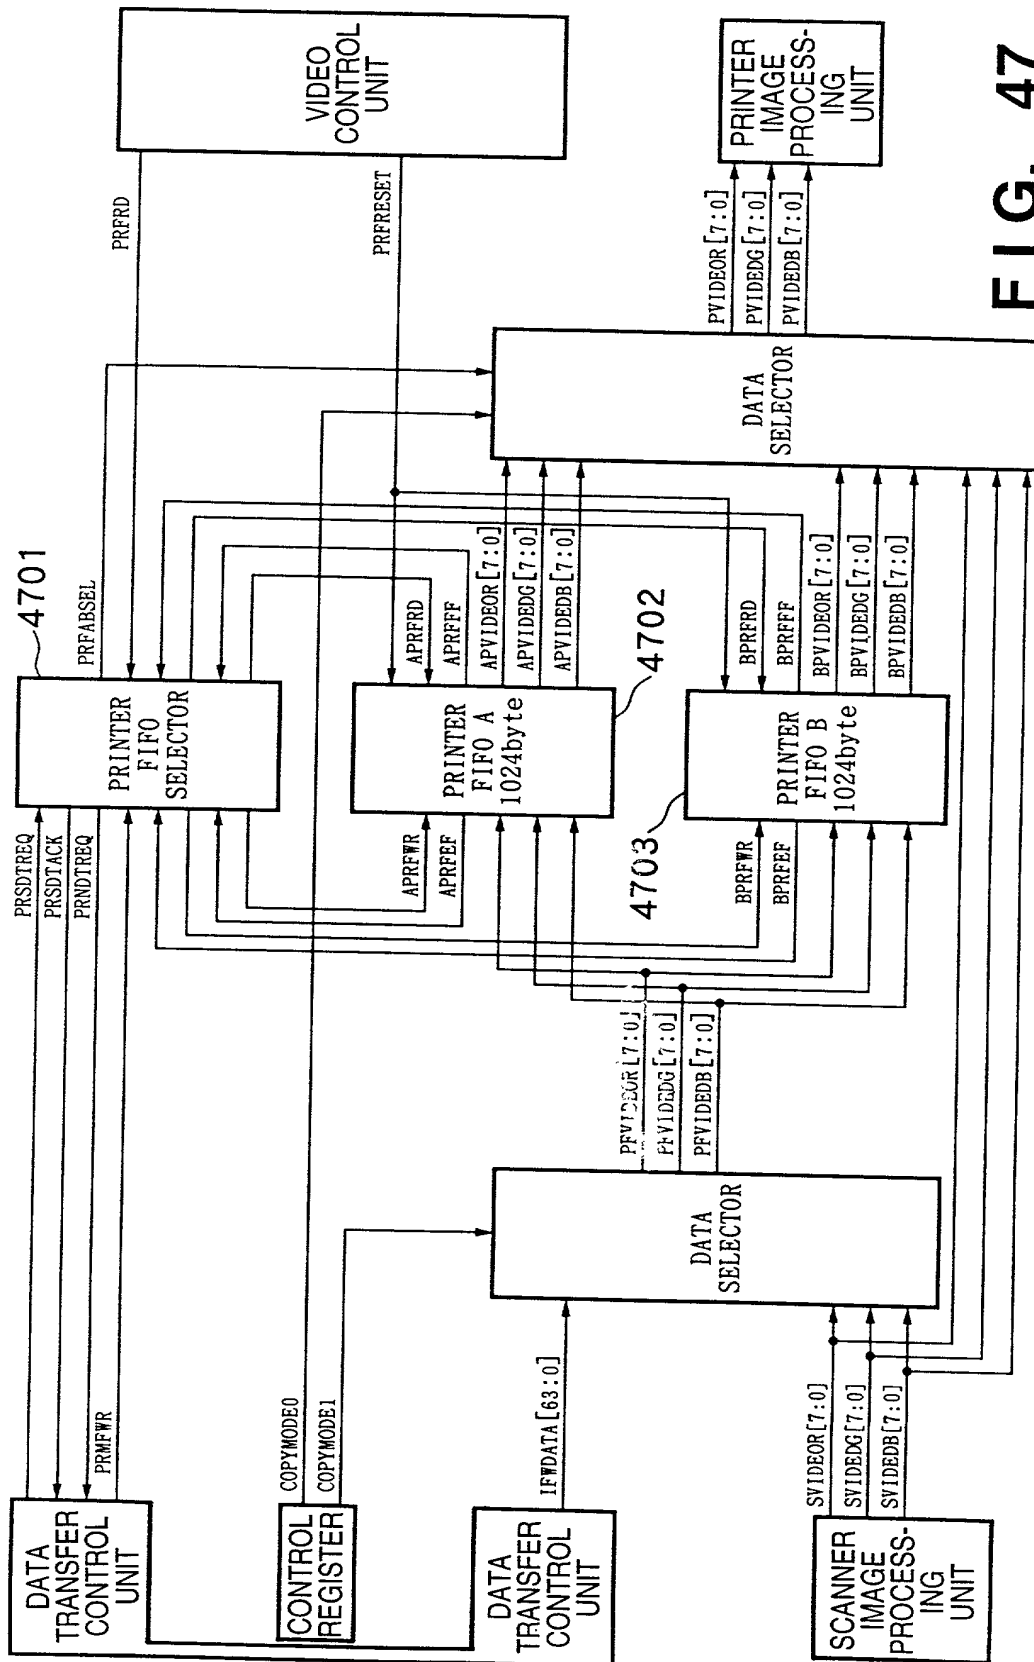 DATA
TRANSFER
CONTROL
UNIT
PRSDTREQ
PRSDTACK
PRNDTREQ
PRMFWR
PRINTER
FIFO
SELECTOR
4701
PRFABSEL
PRFRD
VIDEO
CONTROL
UNIT
PRFRESET
CONTROL
REGISTER
COPYMODE0
COPYMODE1
APRFWR
APRFEF
PRINTER
FIFO A
1024byte
4702
APRFRD
APRFFF
APVIDEOR[7:0]
APVIDEDG[7:0]
APVIDEDB[7:0]
DATA
TRANSFER
CONTROL
UNIT
IFWDATA[63:0]
DATA
SELECTOR
PFVIDEOR[7:0]
PFVIDEDG[7:0]
PFVIDEDB[7:0]
4703
BPRFWR
BPRFEF
PRINTER
FIFO B
1024byte
BPRFRD
BPRFFF
BPVIDEOR[7:0]
BPVIDEDG[7:0]
BPVIDEDB[7:0]
DATA
SELECTOR
PVIDEOR[7:0]
PVIDEDG[7:0]
PVIDEDB[7:0]
PRINTER
IMAGE
PROCESS-
ING
UNIT
SCANNER
IMAGE
PROCESS-
ING
UNIT
SVIDEOR[7:0]
SVIDEDG[7:0]
SVIDEDB[7:0]
FIG. 47